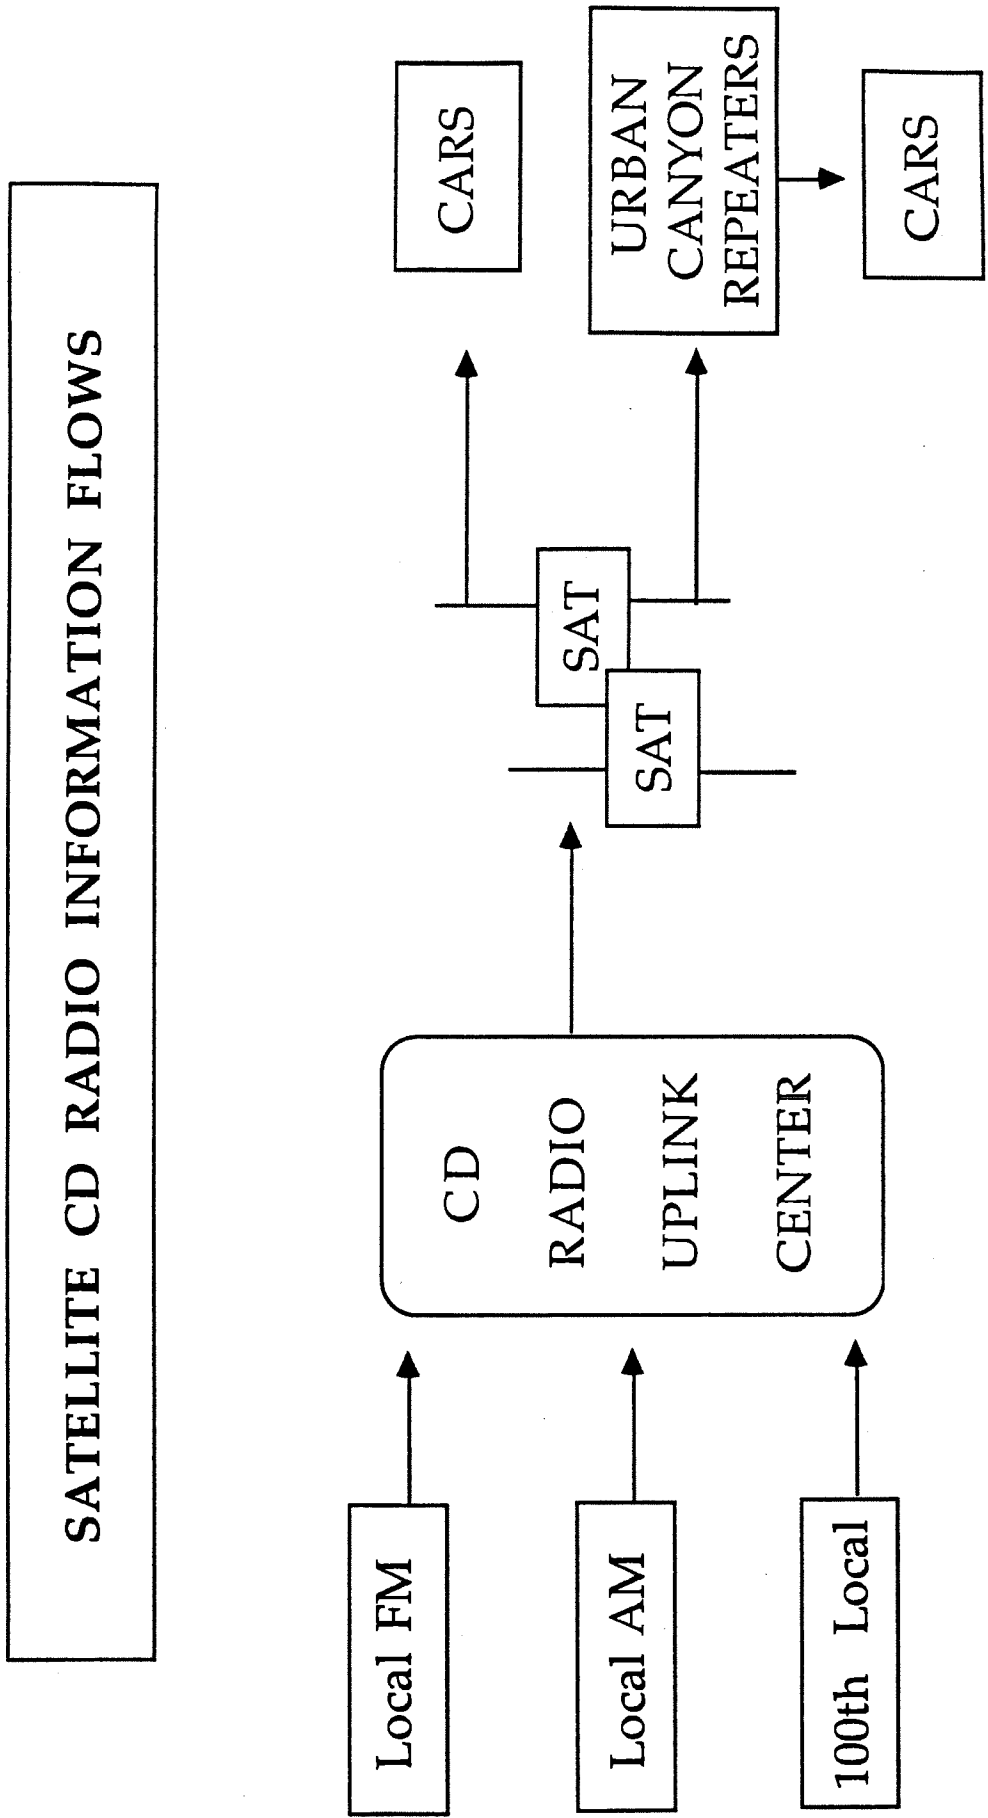 SATELLITE CD RADIO INFORMATION FLOWS
Local FM
Local AM
100th Local
CD
RADIO
UPLINK
CENTER
SAT
SAT
CARS
URBAN
CANYON
REPEATERS
CARS